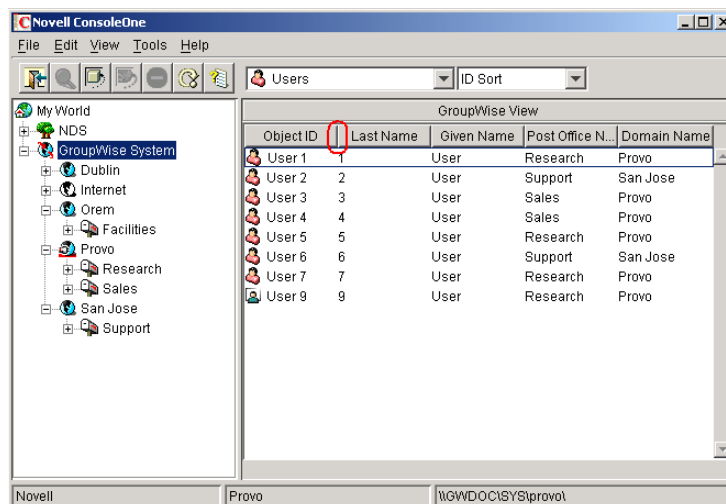 Novell ConsoleOne
File Edit View Tools Help
Users ID Sort
My World
NDS
GroupWise System
Dublin
Internet
Orem
Facilities
Provo
Research
Sales
San Jose
Support
GroupWise View
Object ID Last Name Given Name Post Office N... Domain Name
User 1 1 User Research Provo
User 2 2 User Support San Jose
User 3 3 User Sales Provo
User 4 4 User Sales Provo
User 5 5 User Research Provo
User 6 6 User Support San Jose
User 7 7 User Research Provo
User 9 9 User Research Provo
Novell Provo \\GWDOC\SYS\provo\